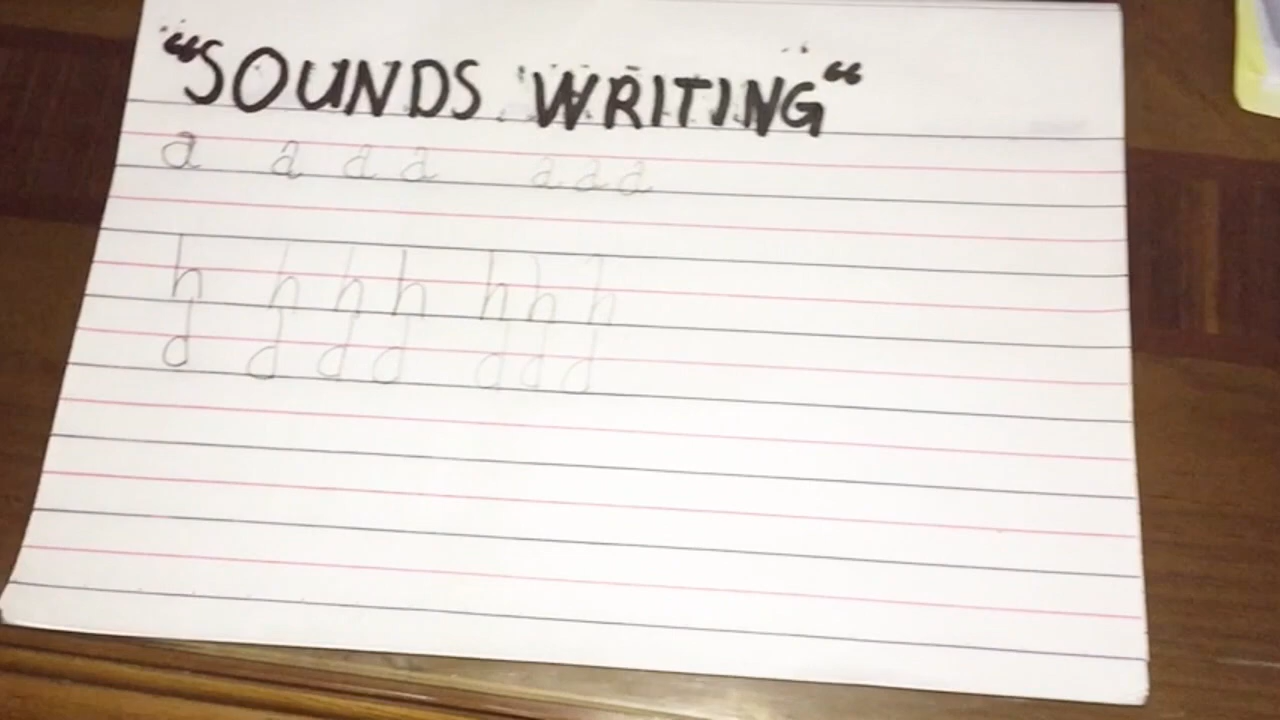 “SOUNDS WRITING“
a a a a a a a
h h h h h h h
d d d d d d d